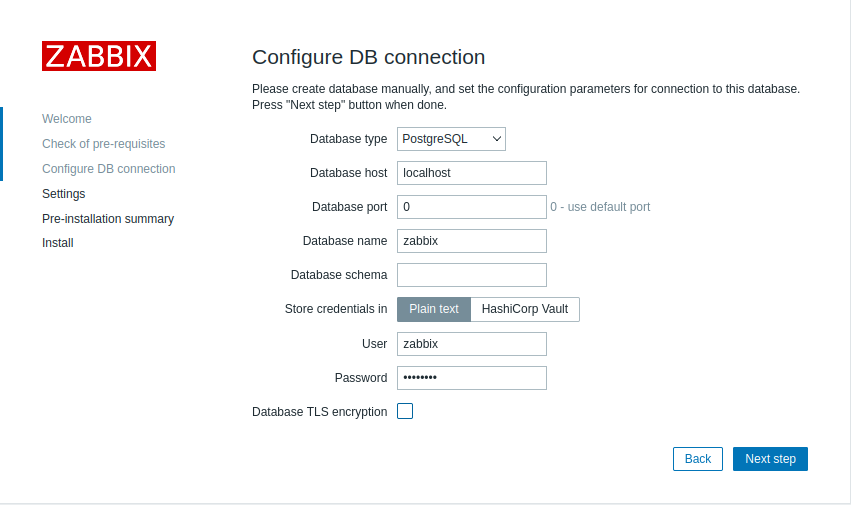 ZABBIX
Welcome
Check of pre-requisites
Configure DB connection
Settings
Pre-installation summary
Install
Configure DB connection
Please create database manually, and set the configuration parameters for connection to this database.
Press "Next step" button when done.
Database type PostgreSQL
Database host localhost
Database port 0 0 - use default port
Database name zabbix
Database schema
Store credentials in Plain text HashiCorp Vault
User zabbix
Password ••••••••
Database TLS encryption
Back Next step